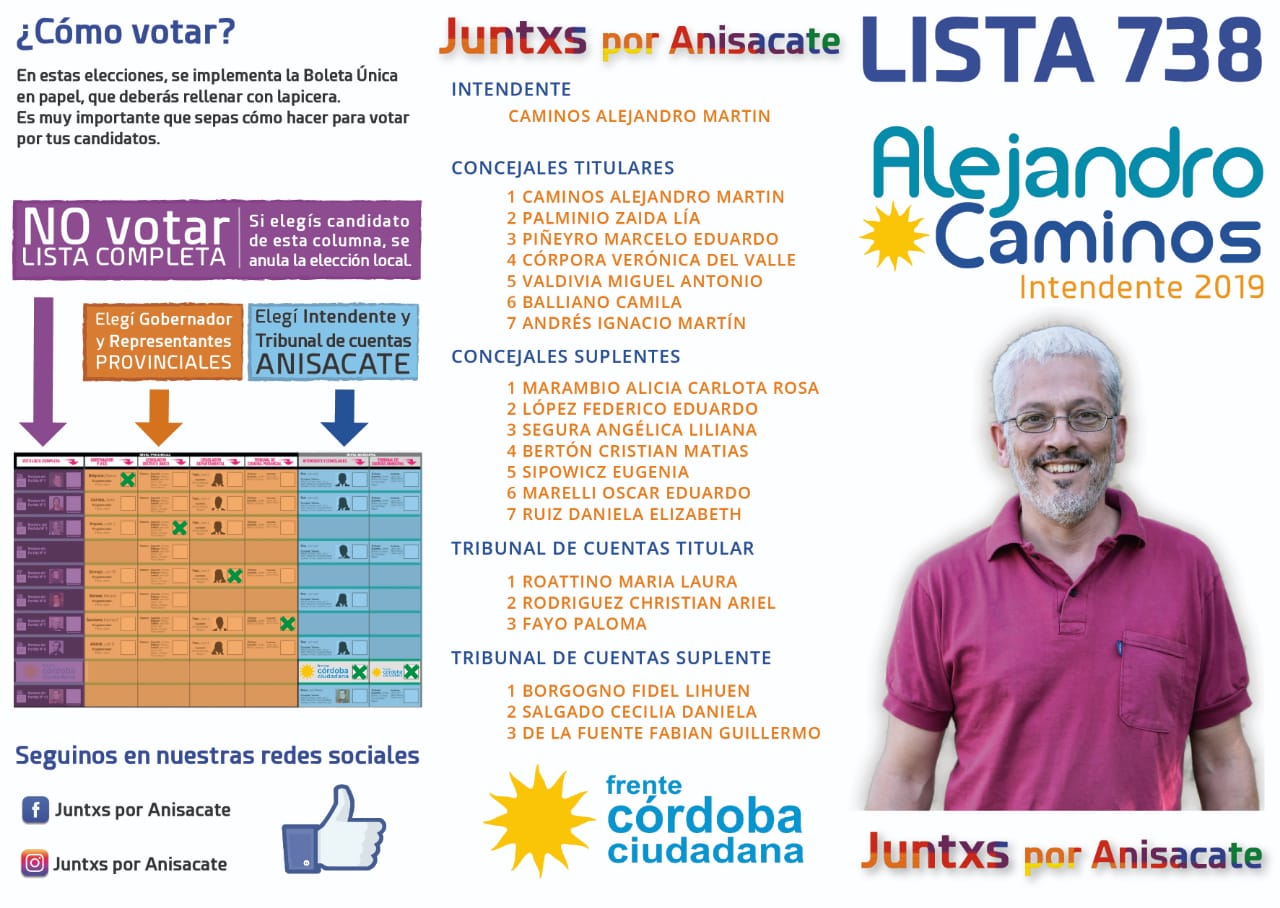 ¿Cómo votar?
En estas elecciones, se implementa la Boleta Única
en papel, que deberás rellenar con lapicera.
Es muy importante que sepas cómo hacer para votar
por tus candidatos.
NO votar
LISTA COMPLETA
Si elegís candidato
de esta columna, se
anula la elección local.
Elegí Gobernador
y Representantes
PROVINCIALES
Elegí Intendente y
Tribunal de cuentas
ANISACATE
córdoba
ciudadana
Seguinos en nuestras redes sociales
Juntxs por Anisacate
Juntxs por Anisacate
Juntxs por Anisacate
INTENDENTE
CAMINOS ALEJANDRO MARTIN
CONCEJALES TITULARES
1 CAMINOS ALEJANDRO MARTIN
2 PALMINIO ZAIDA LÍA
3 PIÑEYRO MARCELO EDUARDO
4 CÓRPORA VERÓNICA DEL VALLE
5 VALDIVIA MIGUEL ANTONIO
6 BALLIANO CAMILA
7 ANDRÉS IGNACIO MARTÍN
CONCEJALES SUPLENTES
1 MARAMBIO ALICIA CARLOTA ROSA
2 LÓPEZ FEDERICO EDUARDO
3 SEGURA ANGÉLICA LILIANA
4 BERTÓN CRISTIAN MATIAS
5 SIPOWICZ EUGENIA
6 MARELLI OSCAR EDUARDO
7 RUIZ DANIELA ELIZABETH
TRIBUNAL DE CUENTAS TITULAR
1 ROATTINO MARIA LAURA
2 RODRIGUEZ CHRISTIAN ARIEL
3 FAYO PALOMA
TRIBUNAL DE CUENTAS SUPLENTE
1 BORGOGNO FIDEL LIHUEN
2 SALGADO CECILIA DANIELA
3 DE LA FUENTE FABIAN GUILLERMO
frente
córdoba
ciudadana
LISTA 738
Alejandro
Caminos
Intendente 2019
Juntxs por Anisacate